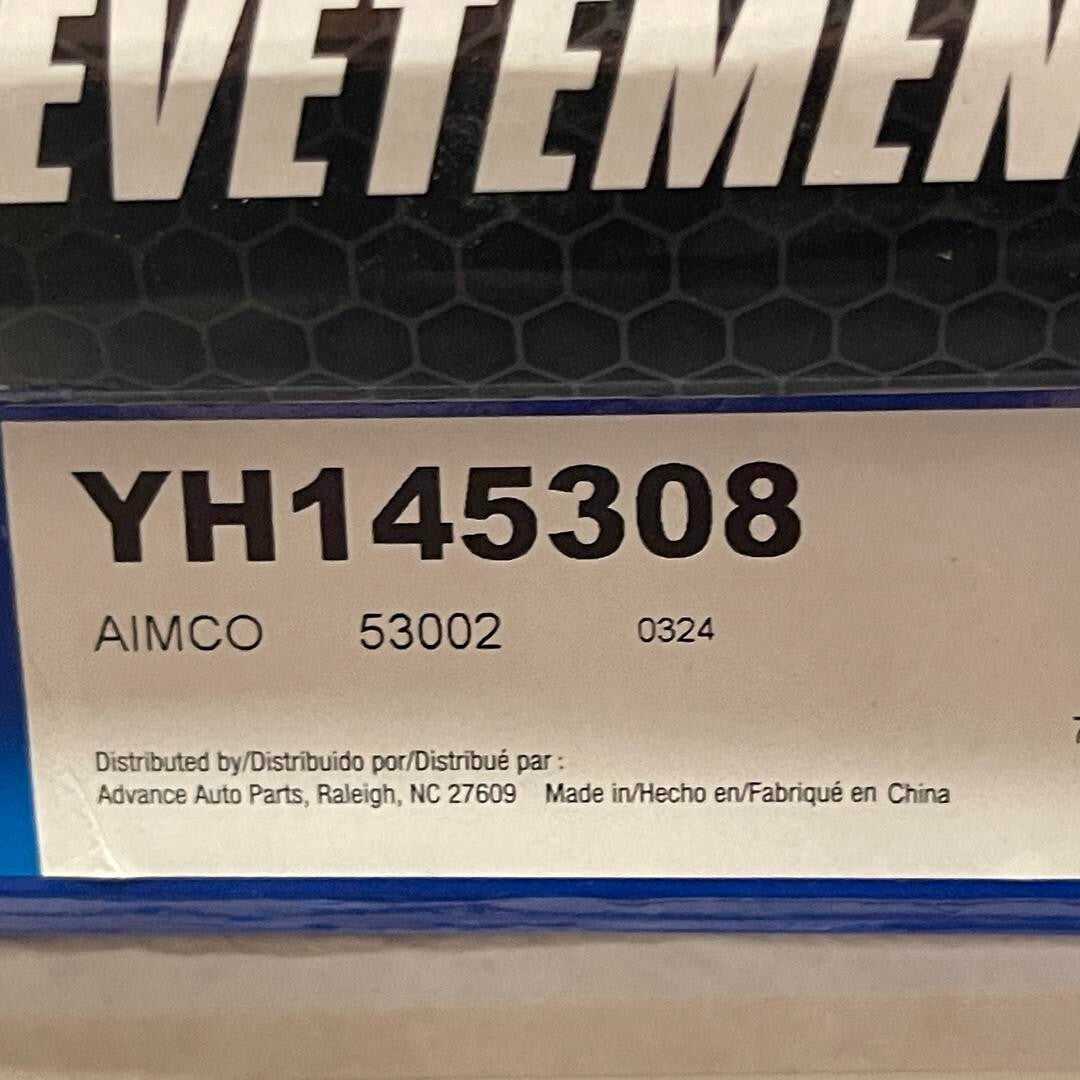 EVETEMEN
YH145308
AIMCO 53002 0324
Distributed by/Distribuido por/Distribué par :
Advance Auto Parts, Raleigh, NC 27609 Made in/Hecho en/Fabriqué en China